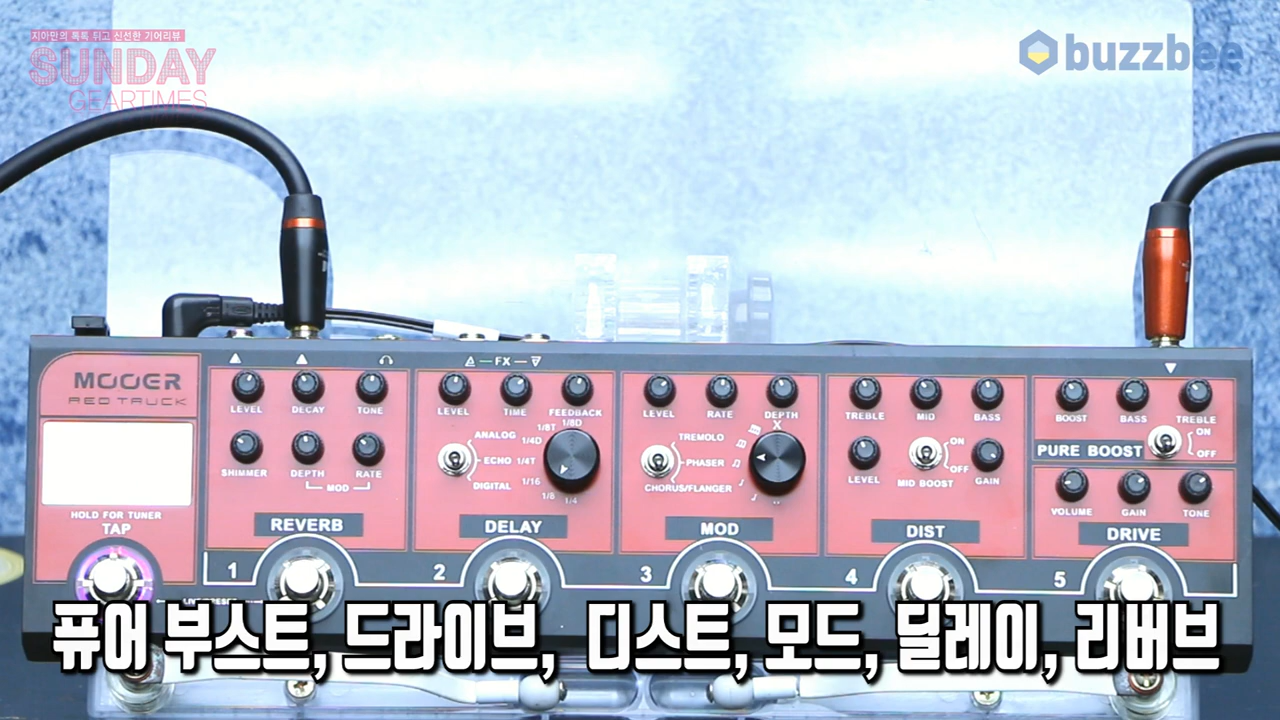 지아만의 톡톡 튀고 신선한 기어리뷰
SUNDAY
GEARTIMES
buzzbee
MOOER
RED TRUCK
HOLD FOR TUNER
TAP
LEVEL DECAY TONE
SHIMMER DEPTH RATE
MOD
REVERB
1
FX
LEVEL TIME FEEDBACK
ANALOG
ECHO
DIGITAL
1/8T 1/8D
1/4D
1/4T
1/16
1/8 1/4
DELAY
2
LEVEL RATE DEPTH
TREMOLO
PHASER
CHORUS/FLANGER
X
MOD
3
TREBLE MID BASS
LEVEL MID BOOST GAIN
ON
OFF
DIST
4
BOOST BASS TREBLE
PURE BOOST
ON
OFF
VOLUME GAIN TONE
DRIVE
5
퓨어 부스트, 드라이브, 디스트, 모드, 딜레이, 리버브